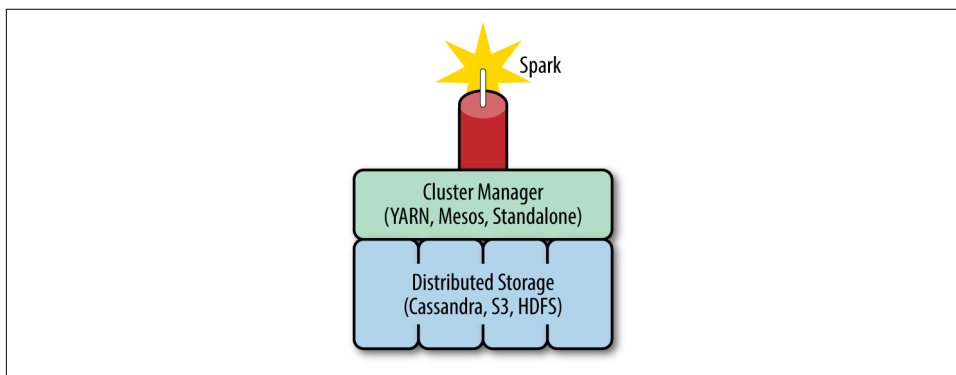 Spark
Cluster Manager
(YARN, Mesos, Standalone)
Distributed Storage
(Cassandra, S3, HDFS)